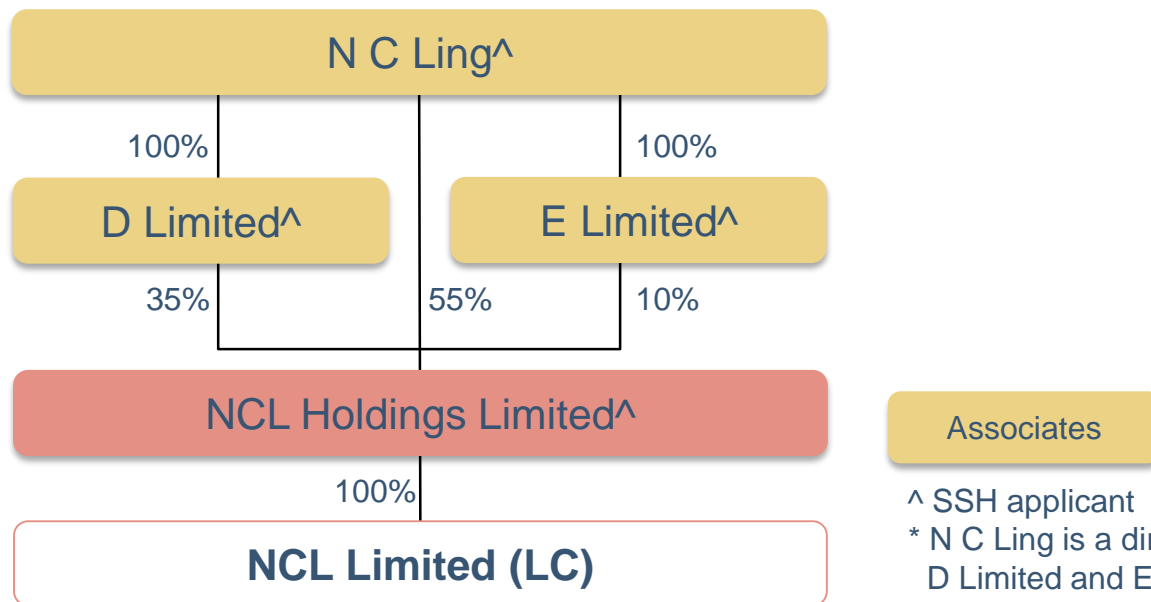 N C Ling^
100%
100%
D Limited^
E Limited^
35%
55%
10%
NCL Holdings Limited^
Associates
100%
^ SSH applicant
* N C Ling is a
D Limited and E
NCL Limited (LC)